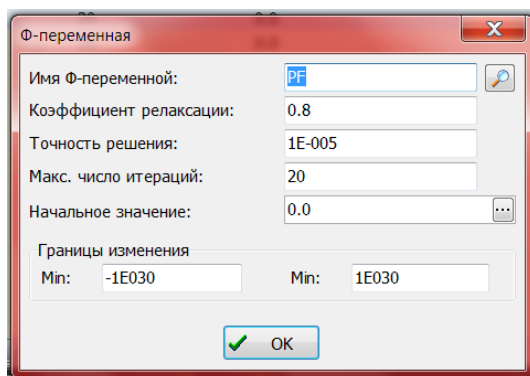 Ф-переменная
Имя Ф-переменной: PF
Коэффициент релаксации: 0.8
Точность решения: 1E-005
Макс. число итераций: 20
Начальное значение: 0.0 ...
Границы изменения
Min: -1E030 Min: 1E030
OK